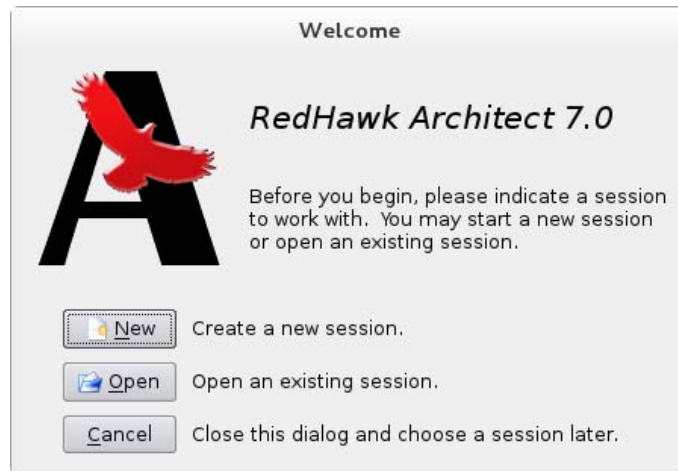 Welcome
RedHawk Architect 7.0
Before you begin, please indicate a session
to work with. You may start a new session
or open an existing session.
New Create a new session.
Open Open an existing session.
Cancel Close this dialog and choose a session later.